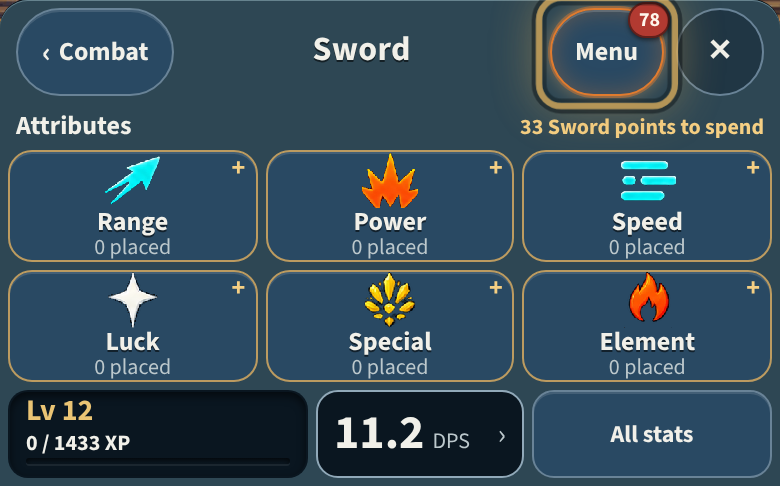 ‹ Combat
Sword
Menu
78
✕
Attributes
33 Sword points to spend
+
Range
0 placed
+
Power
0 placed
+
Speed
0 placed
+
Luck
0 placed
+
Special
0 placed
+
Element
0 placed
Lv 12
0 / 1433 XP
11.2 DPS ›
All stats